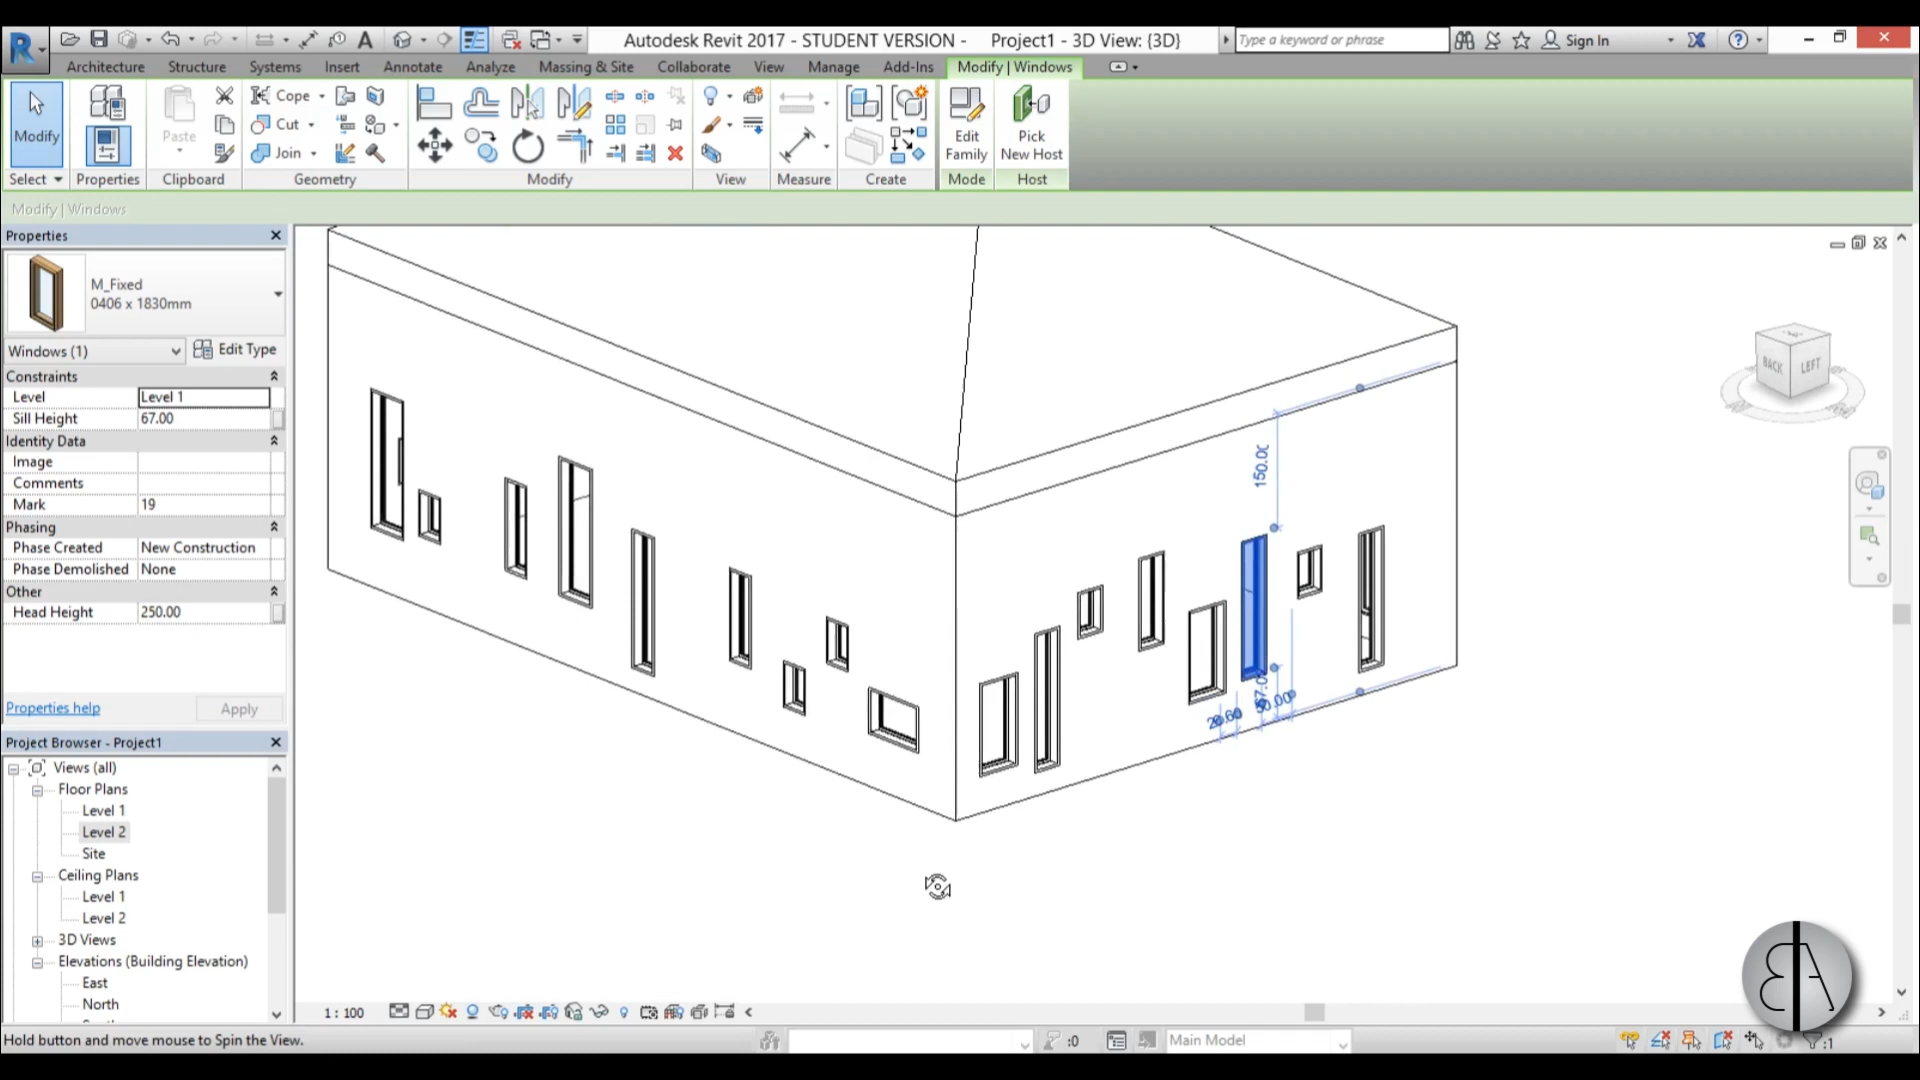 Autodesk Revit 2017 - STUDENT VERSION - Project1 - 3D View: {3D}
Type a keyword or phrase
Sign In
Architecture Structure Systems Insert Annotate Analyze Massing & Site Collaborate View Manage Add-Ins Modify | Windows
Modify
Paste
Cope
Cut
Join
Edit
Family
Pick
New Host
Select Properties Clipboard Geometry Modify View Measure Create Mode Host
Modify | Windows
Properties
M_Fixed
0406 x 1830mm
Windows (1) Edit Type
Constraints
Level Level 1
Sill Height 67.00
Identity Data
Image
Comments
Mark 19
Phasing
Phase Created New Construction
Phase Demolished None
Other
Head Height 250.00
Properties help Apply
Project Browser - Project1
Views (all)
Floor Plans
Level 1
Level 2
Site
Ceiling Plans
Level 1
Level 2
3D Views
Elevations (Building Elevation)
East
North
BACK
LEFT
1 : 100
Hold button and move mouse to Spin the View.
:0
Main Model
:1